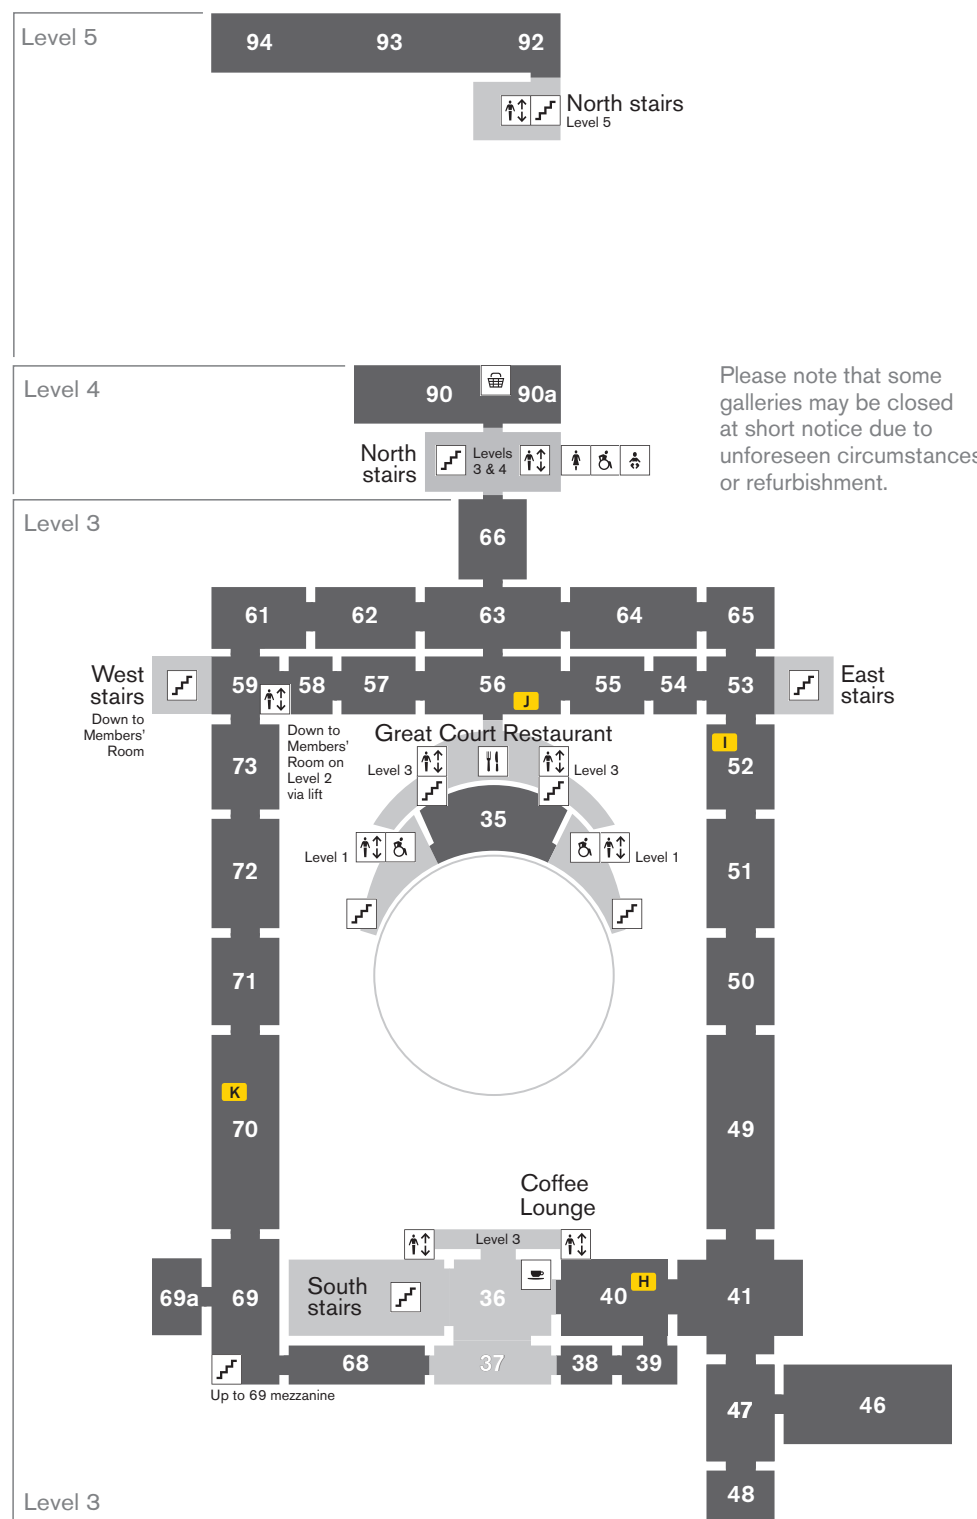 Level 5
94 93 92
North stairs
Level 5
Level 4
90 90a
Please note that some
galleries may be closed
at short notice due to
unforeseen circumstances
or refurbishment.
North
stairs
Levels
3 & 4
Level 3
66
61 62 63 64 65
West
stairs
Down to
Members'
Room
59 58 57 56 55 54 53
J
East
stairs
Down to
Members'
Room on
Level 2
via lift
Great Court Restaurant
Level 3
Level 3
73
I
52
35
Level 1
Level 1
72
51
71
50
K
70
49
Coffee
Lounge
Level 3
69a
69
South
stairs
36
40
H
41
68 37 38 39
Up to 69 mezzanine
47
46
48
Level 3